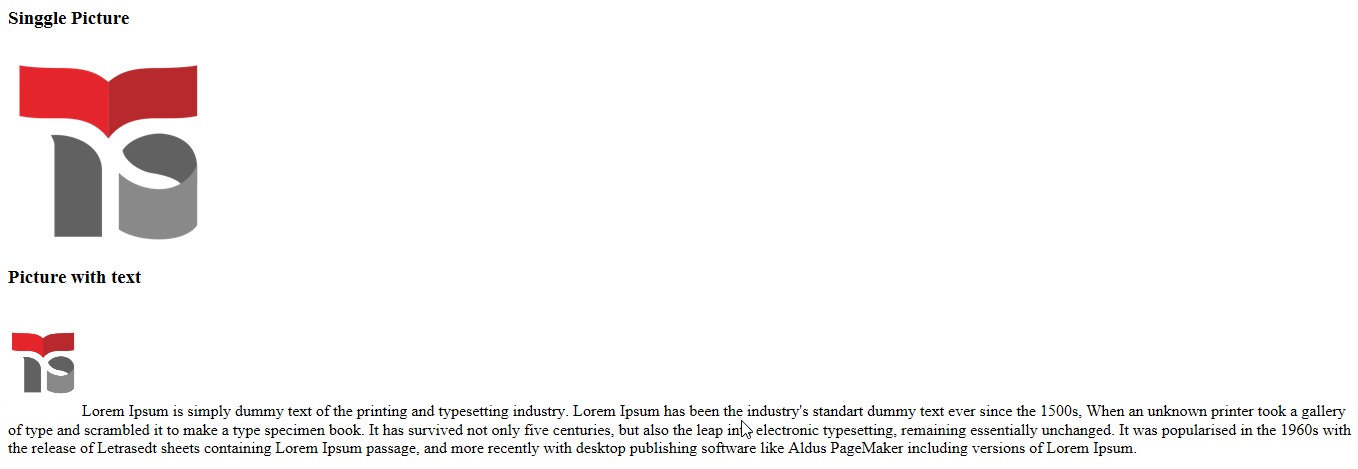 Singgle Picture
Picture with text
Lorem Ipsum is simply dummy text of the printing and typesetting industry. Lorem Ipsum has been the industry's standart dummy text ever since the 1500s, When an unknown printer took a gallery
of type and scrambled it to make a type specimen book. It has survived not only five centuries, but also the leap into electronic typesetting, remaining essentially unchanged. It was popularised in the 1960s with
the release of Letrasedt sheets containing Lorem Ipsum passage, and more recently with desktop publishing software like Aldus PageMaker including versions of Lorem Ipsum.